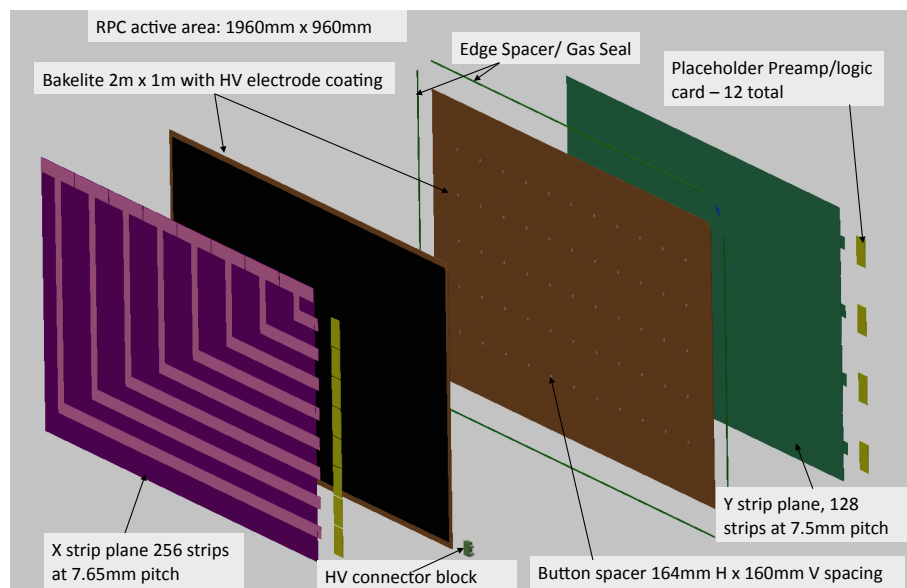 RPC active area: 1960mm x 960mm
Edge Spacer/ Gas Seal
Bakelite 2m x 1m with HV electrode coating
Placeholder Preamp/logic
card – 12 total
X strip plane 256 strips
at 7.65mm pitch
HV connector block
Button spacer 164mm H x 160mm V spacing
Y strip plane, 128
strips at 7.5mm pitch